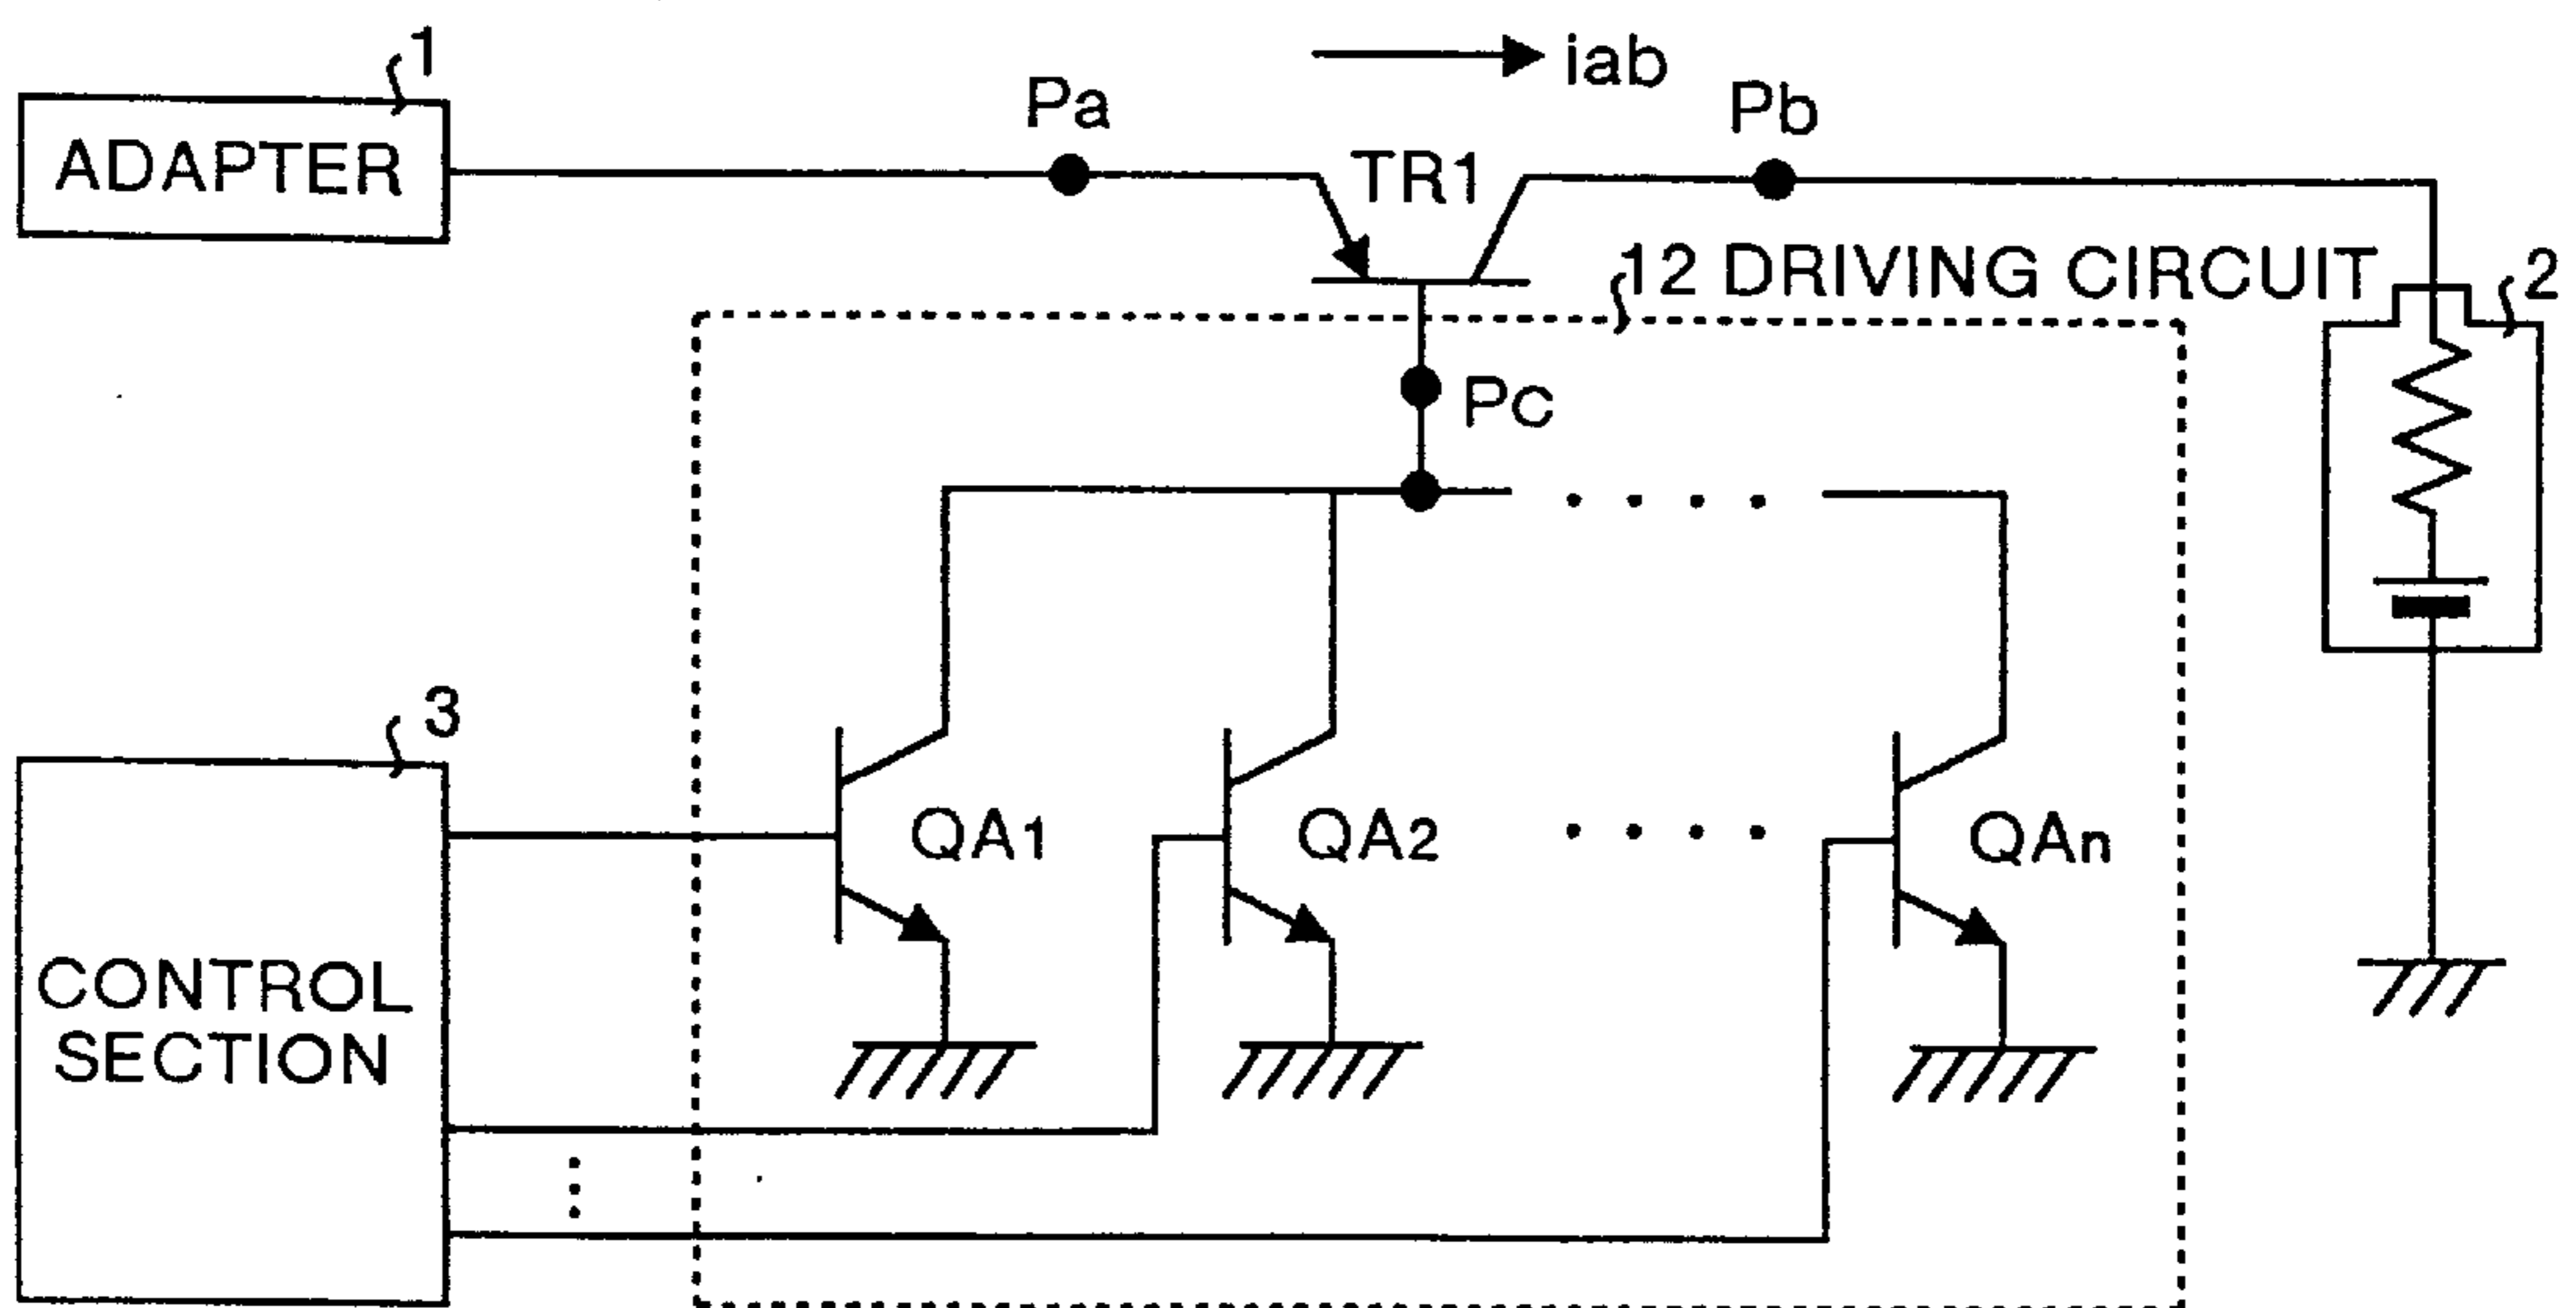 1
ADAPTER
iab
Pa
Pb
TR1
12 DRIVING CIRCUIT
2
Pc
3
CONTROL
SECTION
QA1
QA2
QAn